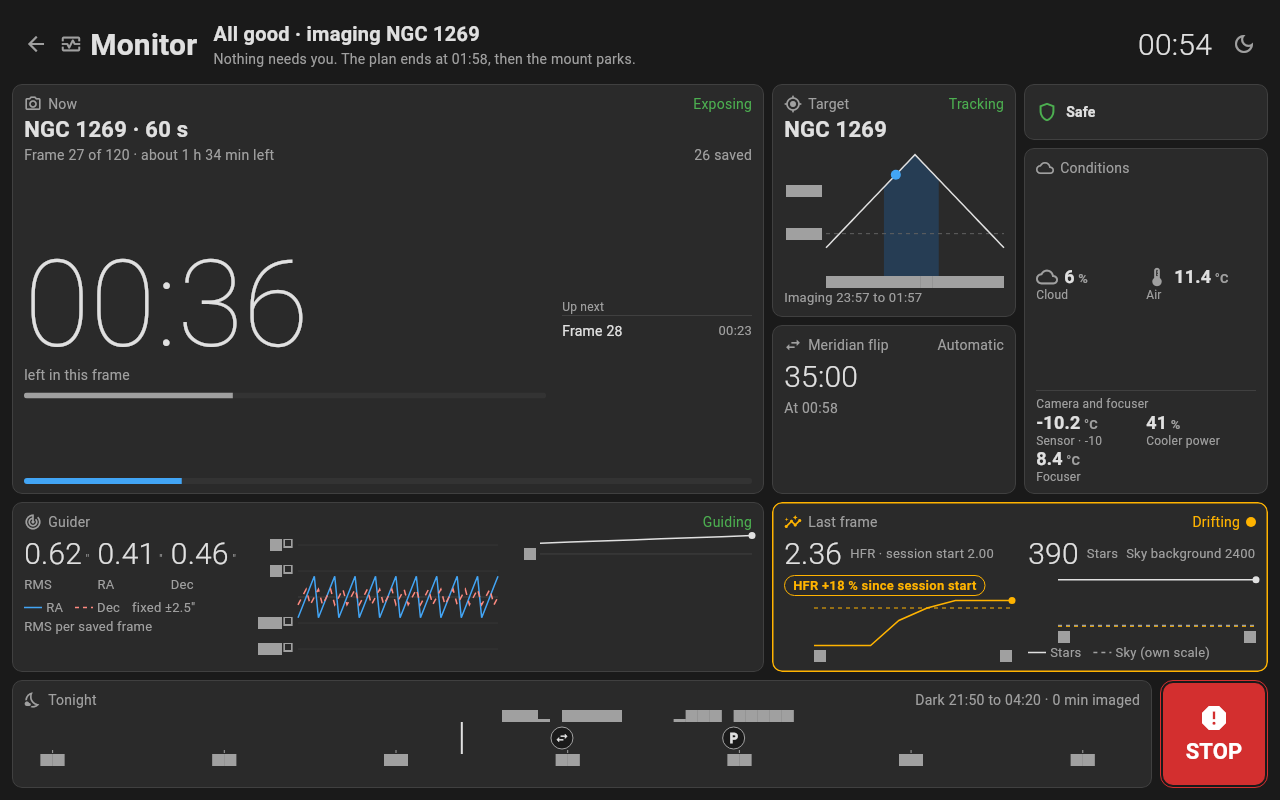 Monitor
All good · imaging NGC 1269
Nothing needs you. The plan ends at 01:58, then the mount parks.
00:54
Now
Exposing
NGC 1269 · 60 s
Frame 27 of 120 · about 1 h 34 min left
26 saved
00:36
left in this frame
Up next
Frame 28
00:23
Target
Tracking
NGC 1269
Imaging 23:57 to 01:57
Meridian flip
Automatic
35:00
At 00:58
Safe
Conditions
6 %
Cloud
11.4 °C
Air
Camera and focuser
-10.2 °C
Sensor · -10
41 %
Cooler power
8.4 °C
Focuser
Guider
Guiding
0.62" 0.41" 0.46"
RMS RA Dec
RA Dec fixed ±2.5"
RMS per saved frame
Last frame
Drifting
2.36 HFR · session start 2.00
HFR +18 % since session start
390 Stars Sky background 2400
Stars Sky (own scale)
Tonight
Dark 21:50 to 04:20 · 0 min imaged
P
STOP